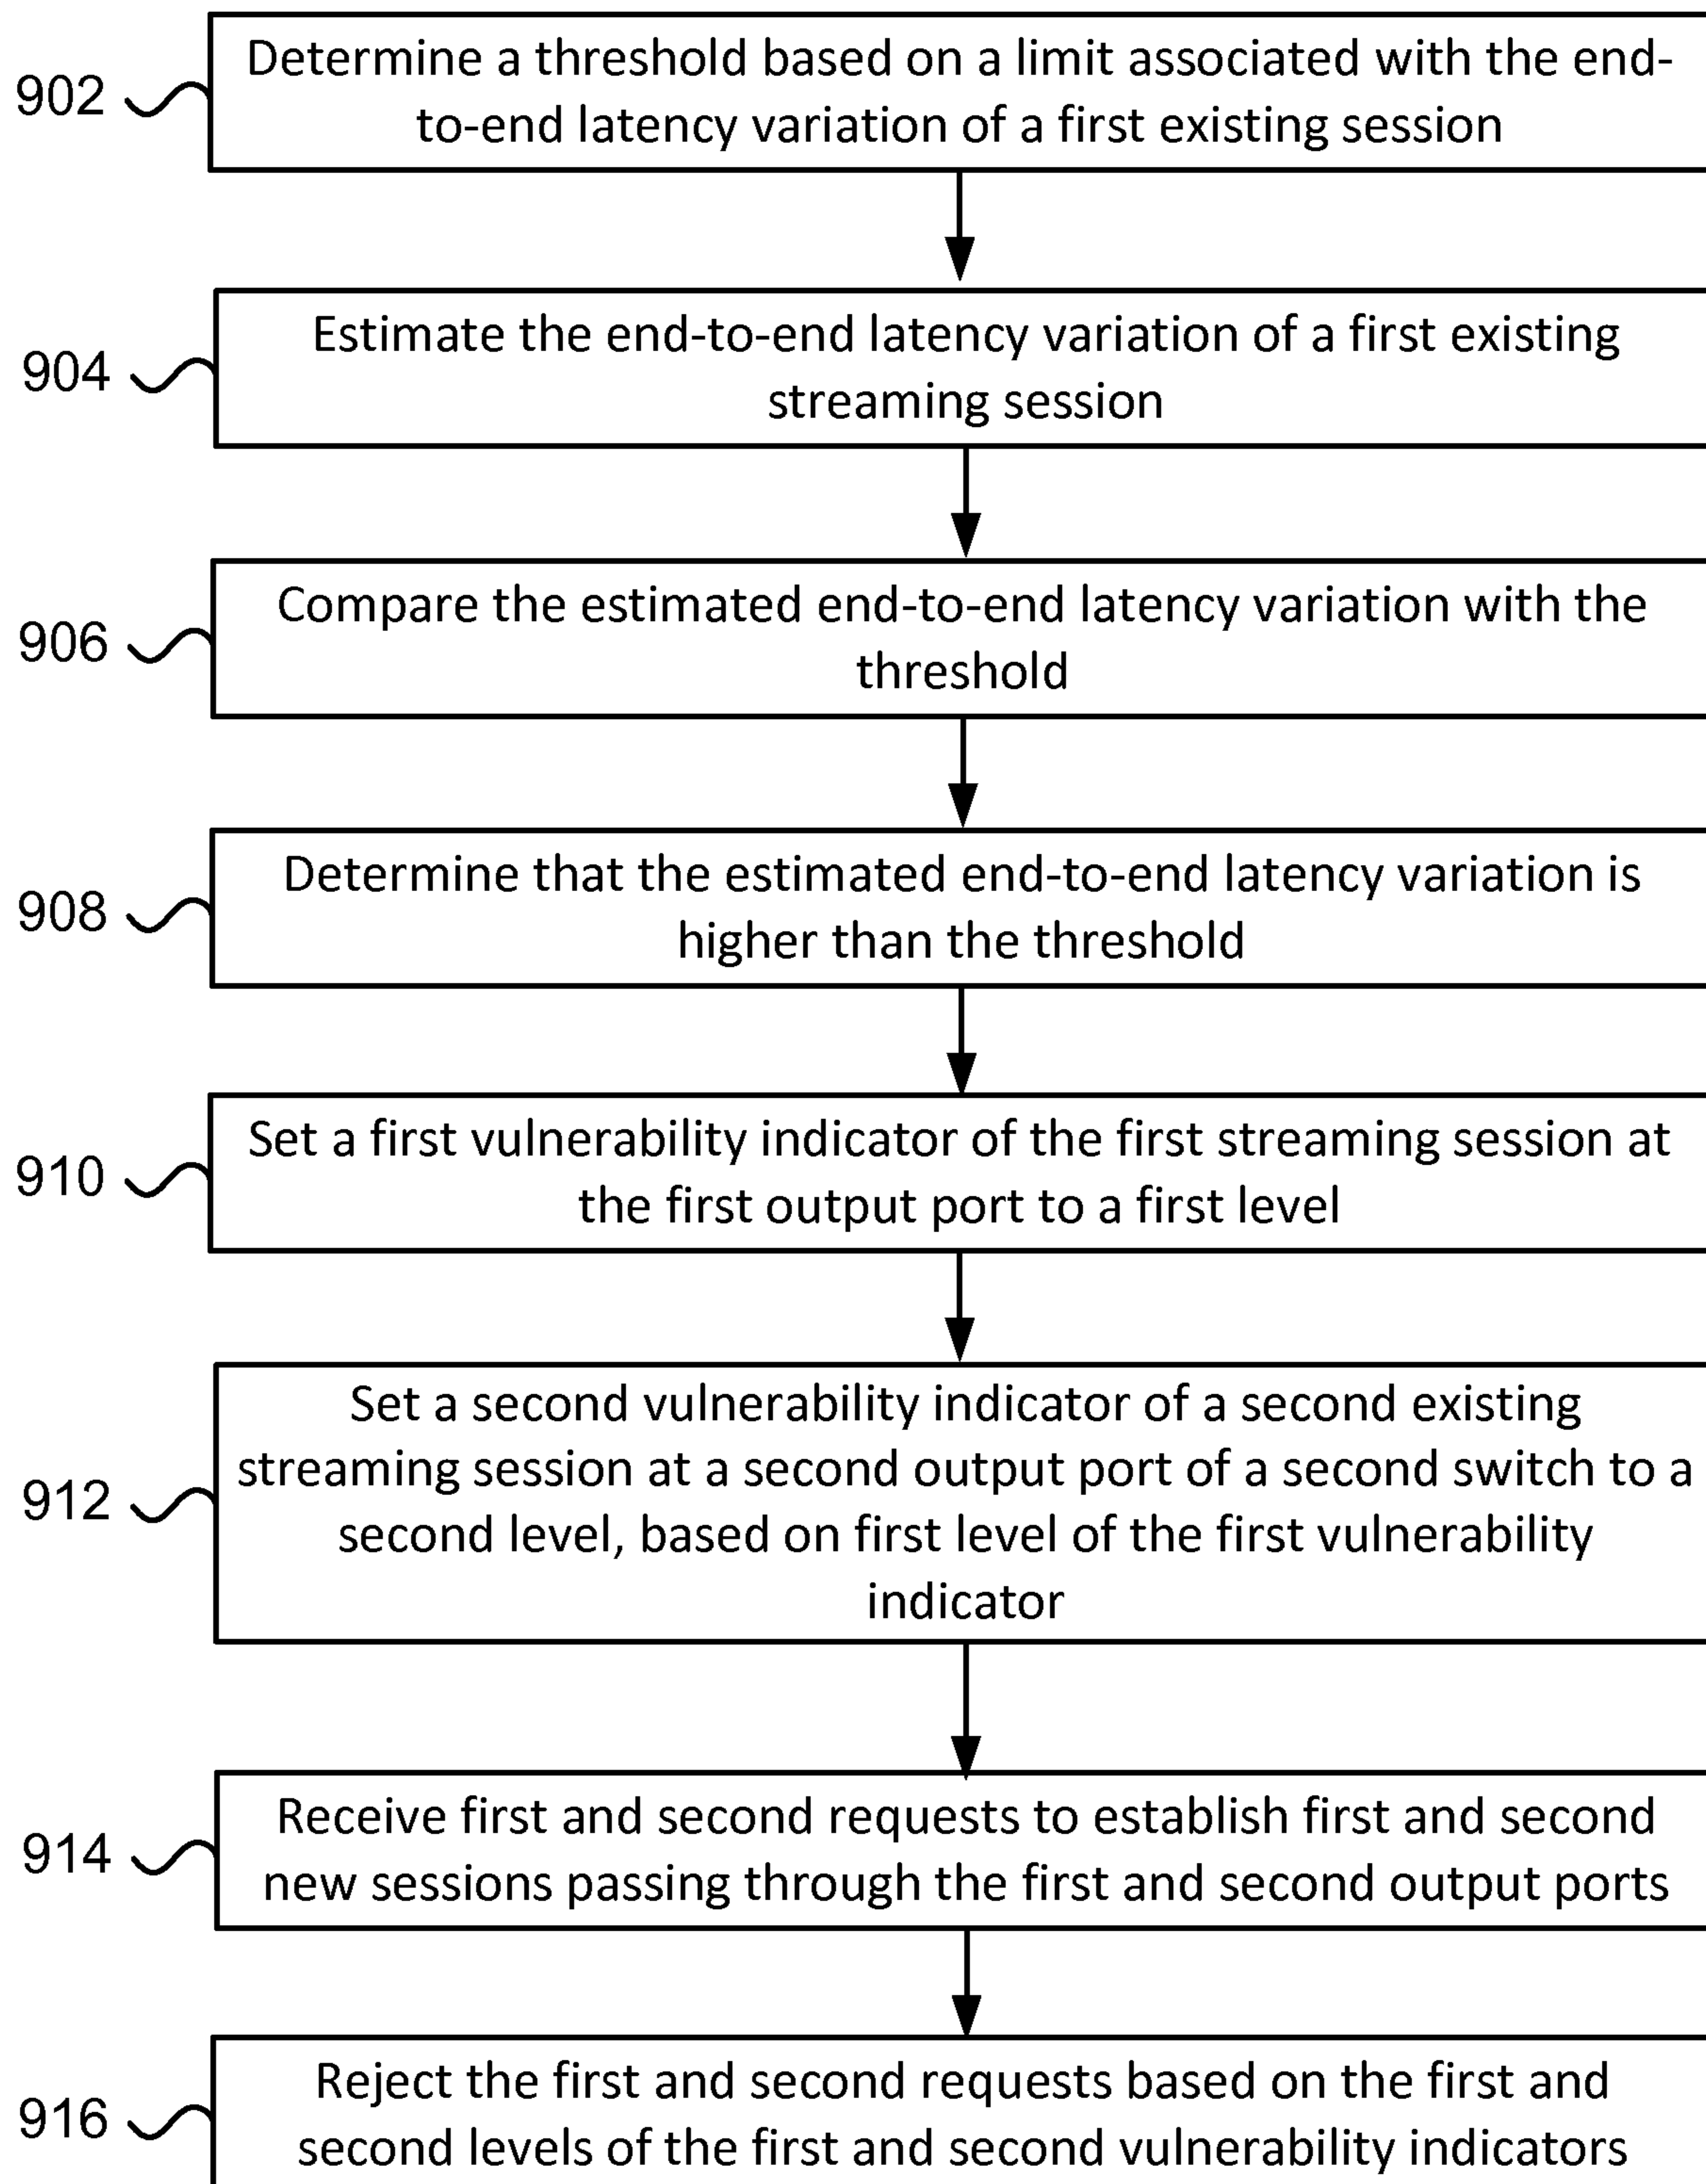 902
Determine a threshold based on a limit associated with the end-
to-end latency variation of a first existing session
904
Estimate the end-to-end latency variation of a first existing
streaming session
906
Compare the estimated end-to-end latency variation with the
threshold
908
Determine that the estimated end-to-end latency variation is
higher than the threshold
910
Set a first vulnerability indicator of the first streaming session at
the first output port to a first level
912
Set a second vulnerability indicator of a second existing
streaming session at a second output port of a second switch to a
second level, based on first level of the first vulnerability
indicator
914
Receive first and second requests to establish first and second
new sessions passing through the first and second output ports
916
Reject the first and second requests based on the first and
second levels of the first and second vulnerability indicators